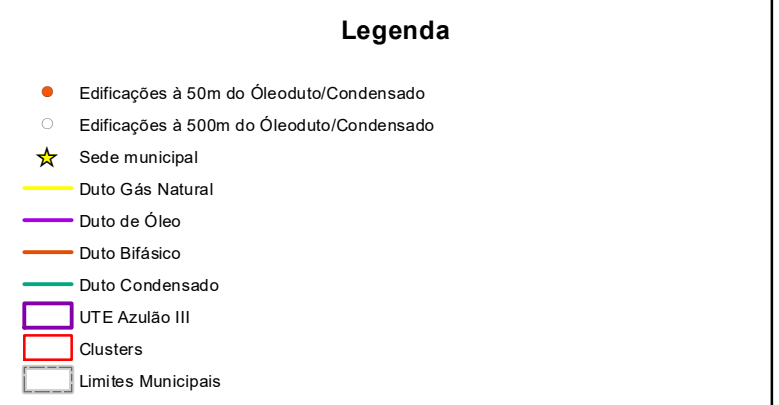 Legenda
Edificações à 50m do Óleoduto/Condensado
Edificações à 500m do Óleoduto/Condensado
Sede municipal
Duto Gás Natural
Duto de Óleo
Duto Bifásico
Duto Condensado
UTE Azulão III
Clusters
Limites Municipais